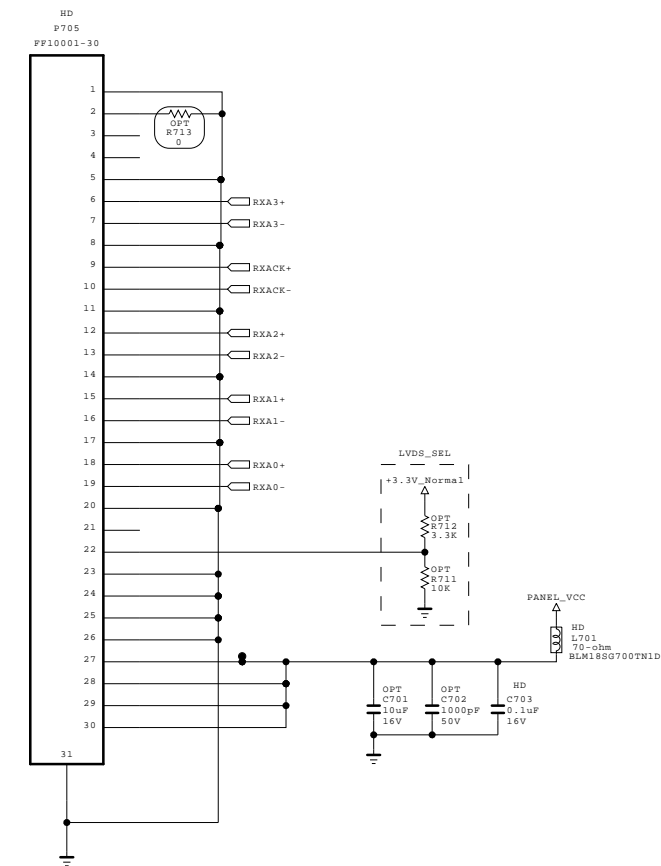 HD
P705
FF10001-30
1
2
OPT
R713
0
3
4
5
6
RXA3+
7
RXA3-
8
9
RXACK+
10
RXACK-
11
12
RXA2+
13
RXA2-
14
15
RXA1+
16
RXA1-
17
18
RXA0+
19
RXA0-
20
21
22
23
24
25
26
27
28
29
30
31
LVDS_SEL
+3.3V_Normal
OPT
R712
3.3K
OPT
R711
10K
PANEL_VCC
HD
L701
70-ohm
BLM18SG700TN1D
OPT
C701
10uF
16V
OPT
C702
1000pF
50V
HD
C703
0.1uF
16V